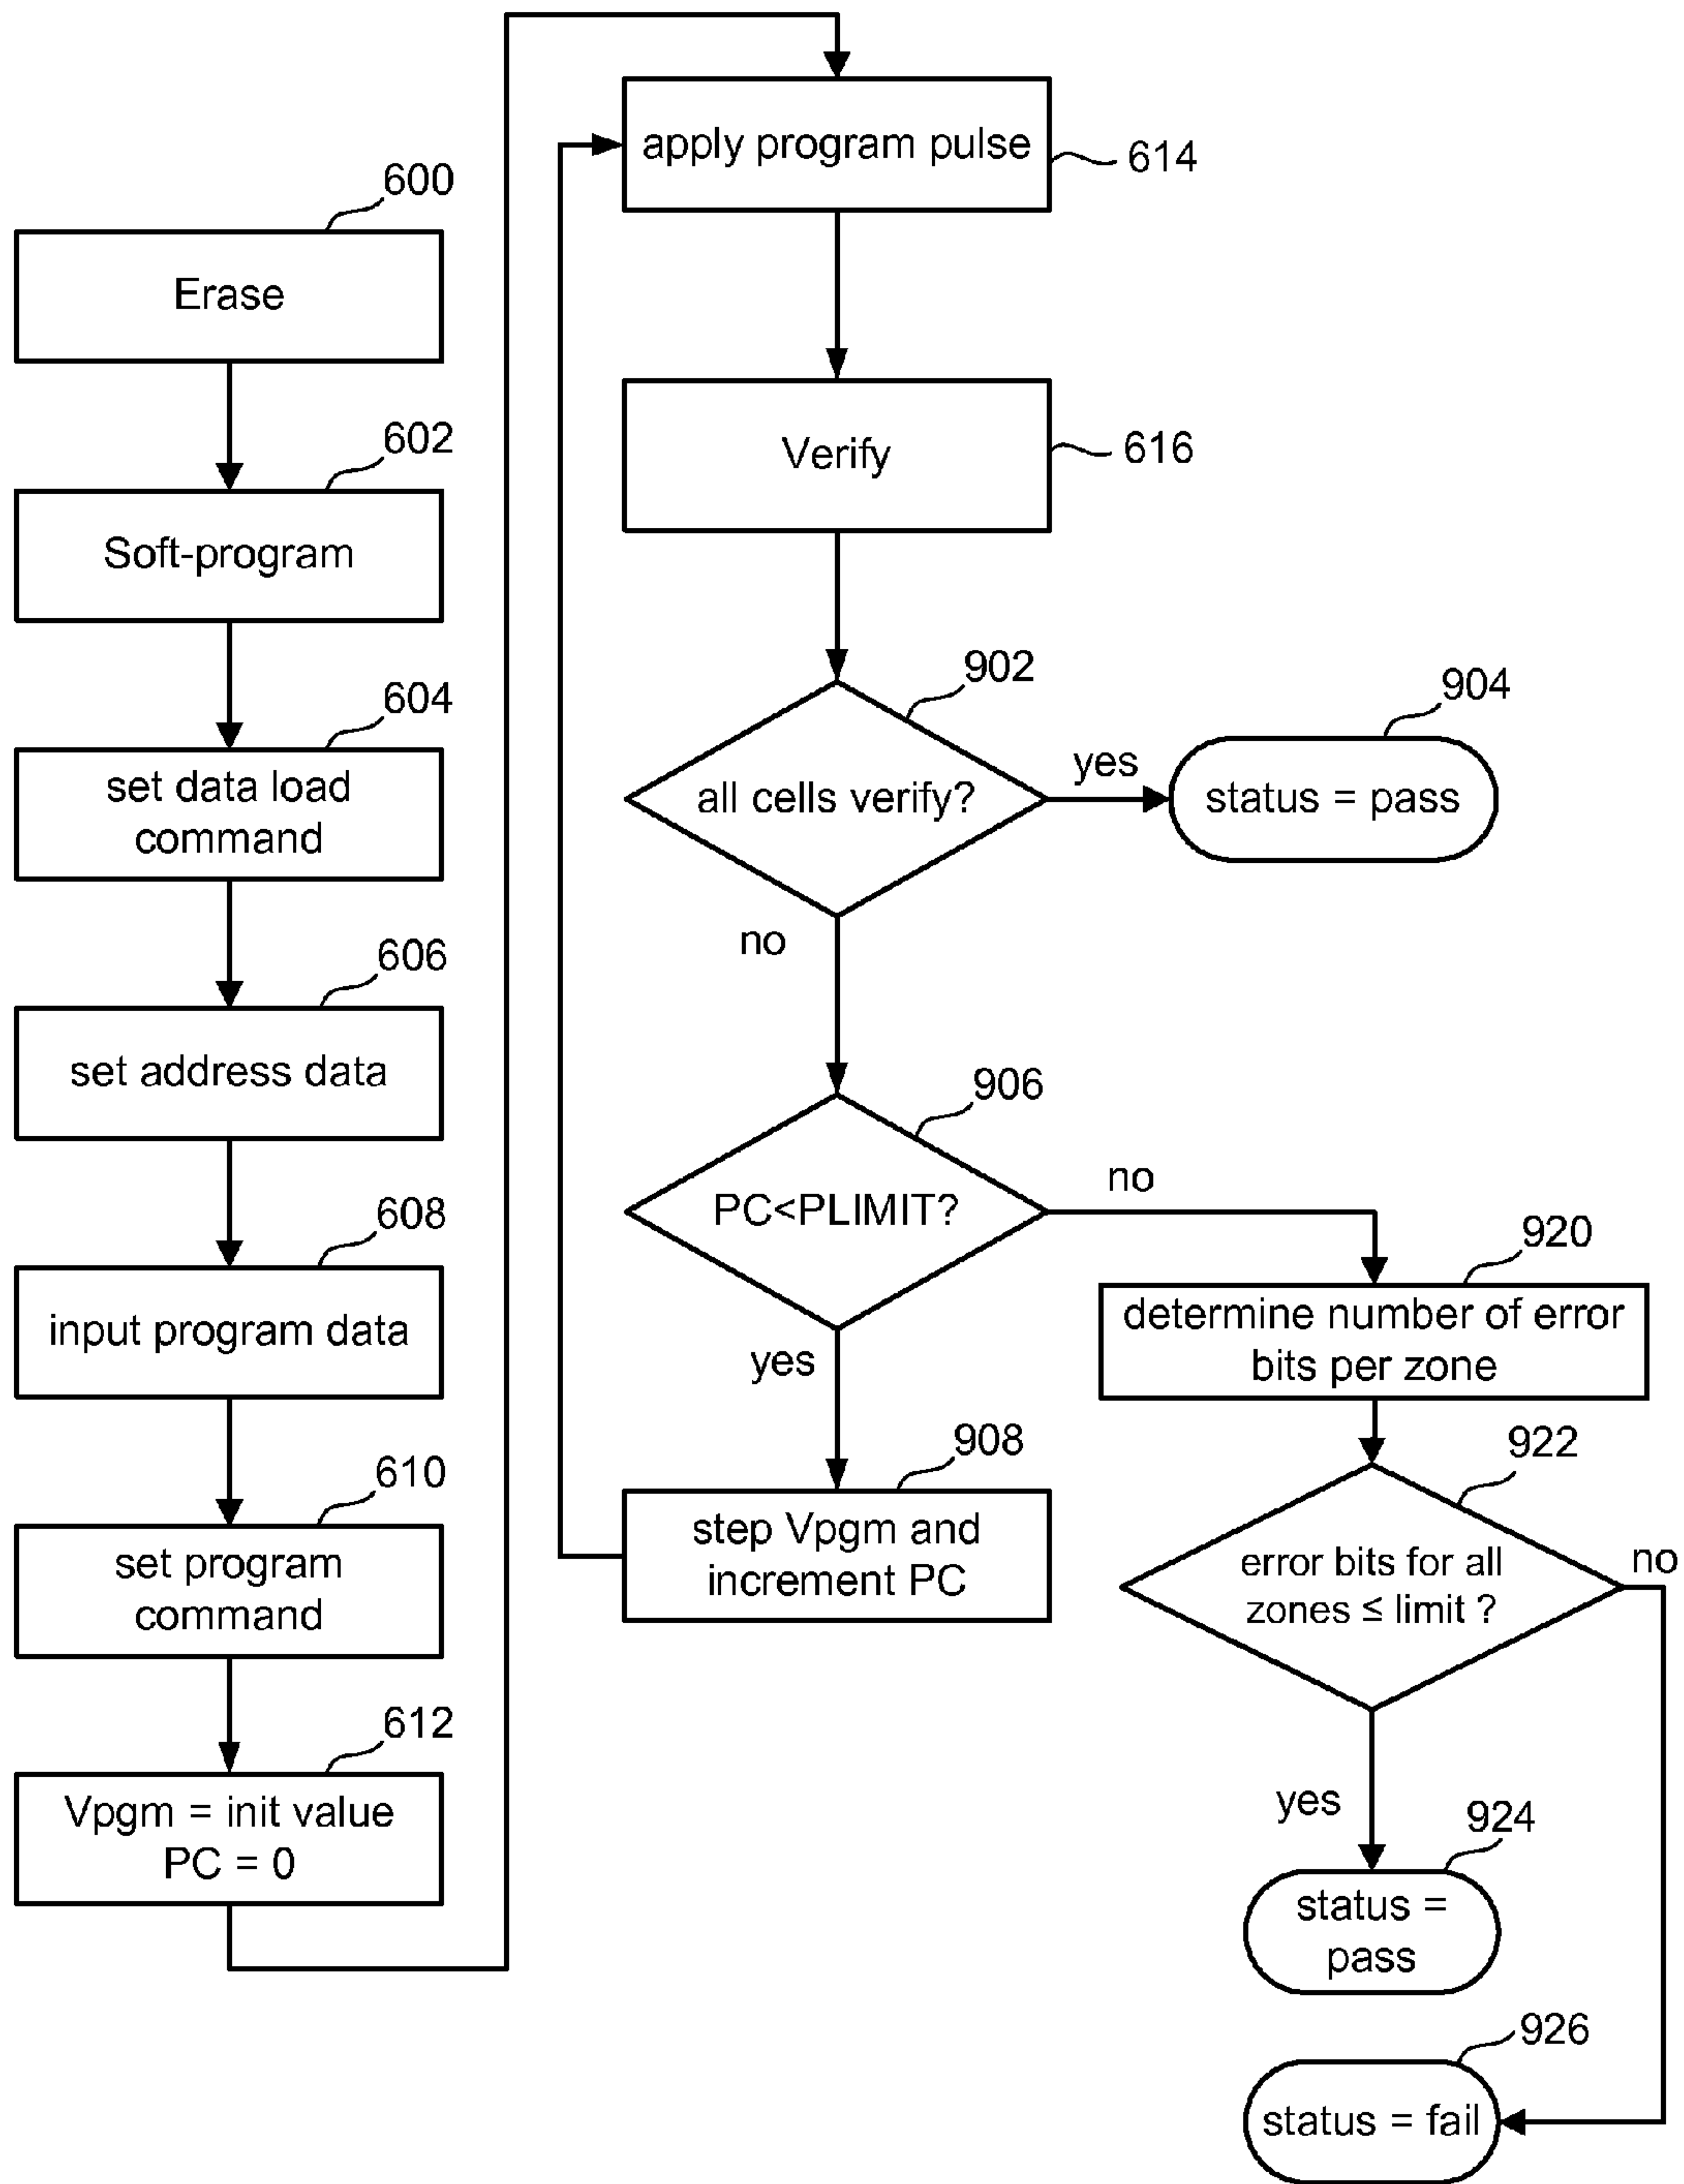 600
Erase
602
Soft-program
604
set data load
command
606
set address data
608
input program data
610
set program
command
612
Vpgm = init value
PC = 0
apply program pulse
614
Verify
616
902
all cells verify?
yes
904
status = pass
no
906
PC<PLIMIT?
no
yes
908
step Vpgm and
increment PC
920
determine number of error
bits per zone
922
error bits for all
zones ≤ limit ?
no
yes
924
status =
pass
926
status = fail